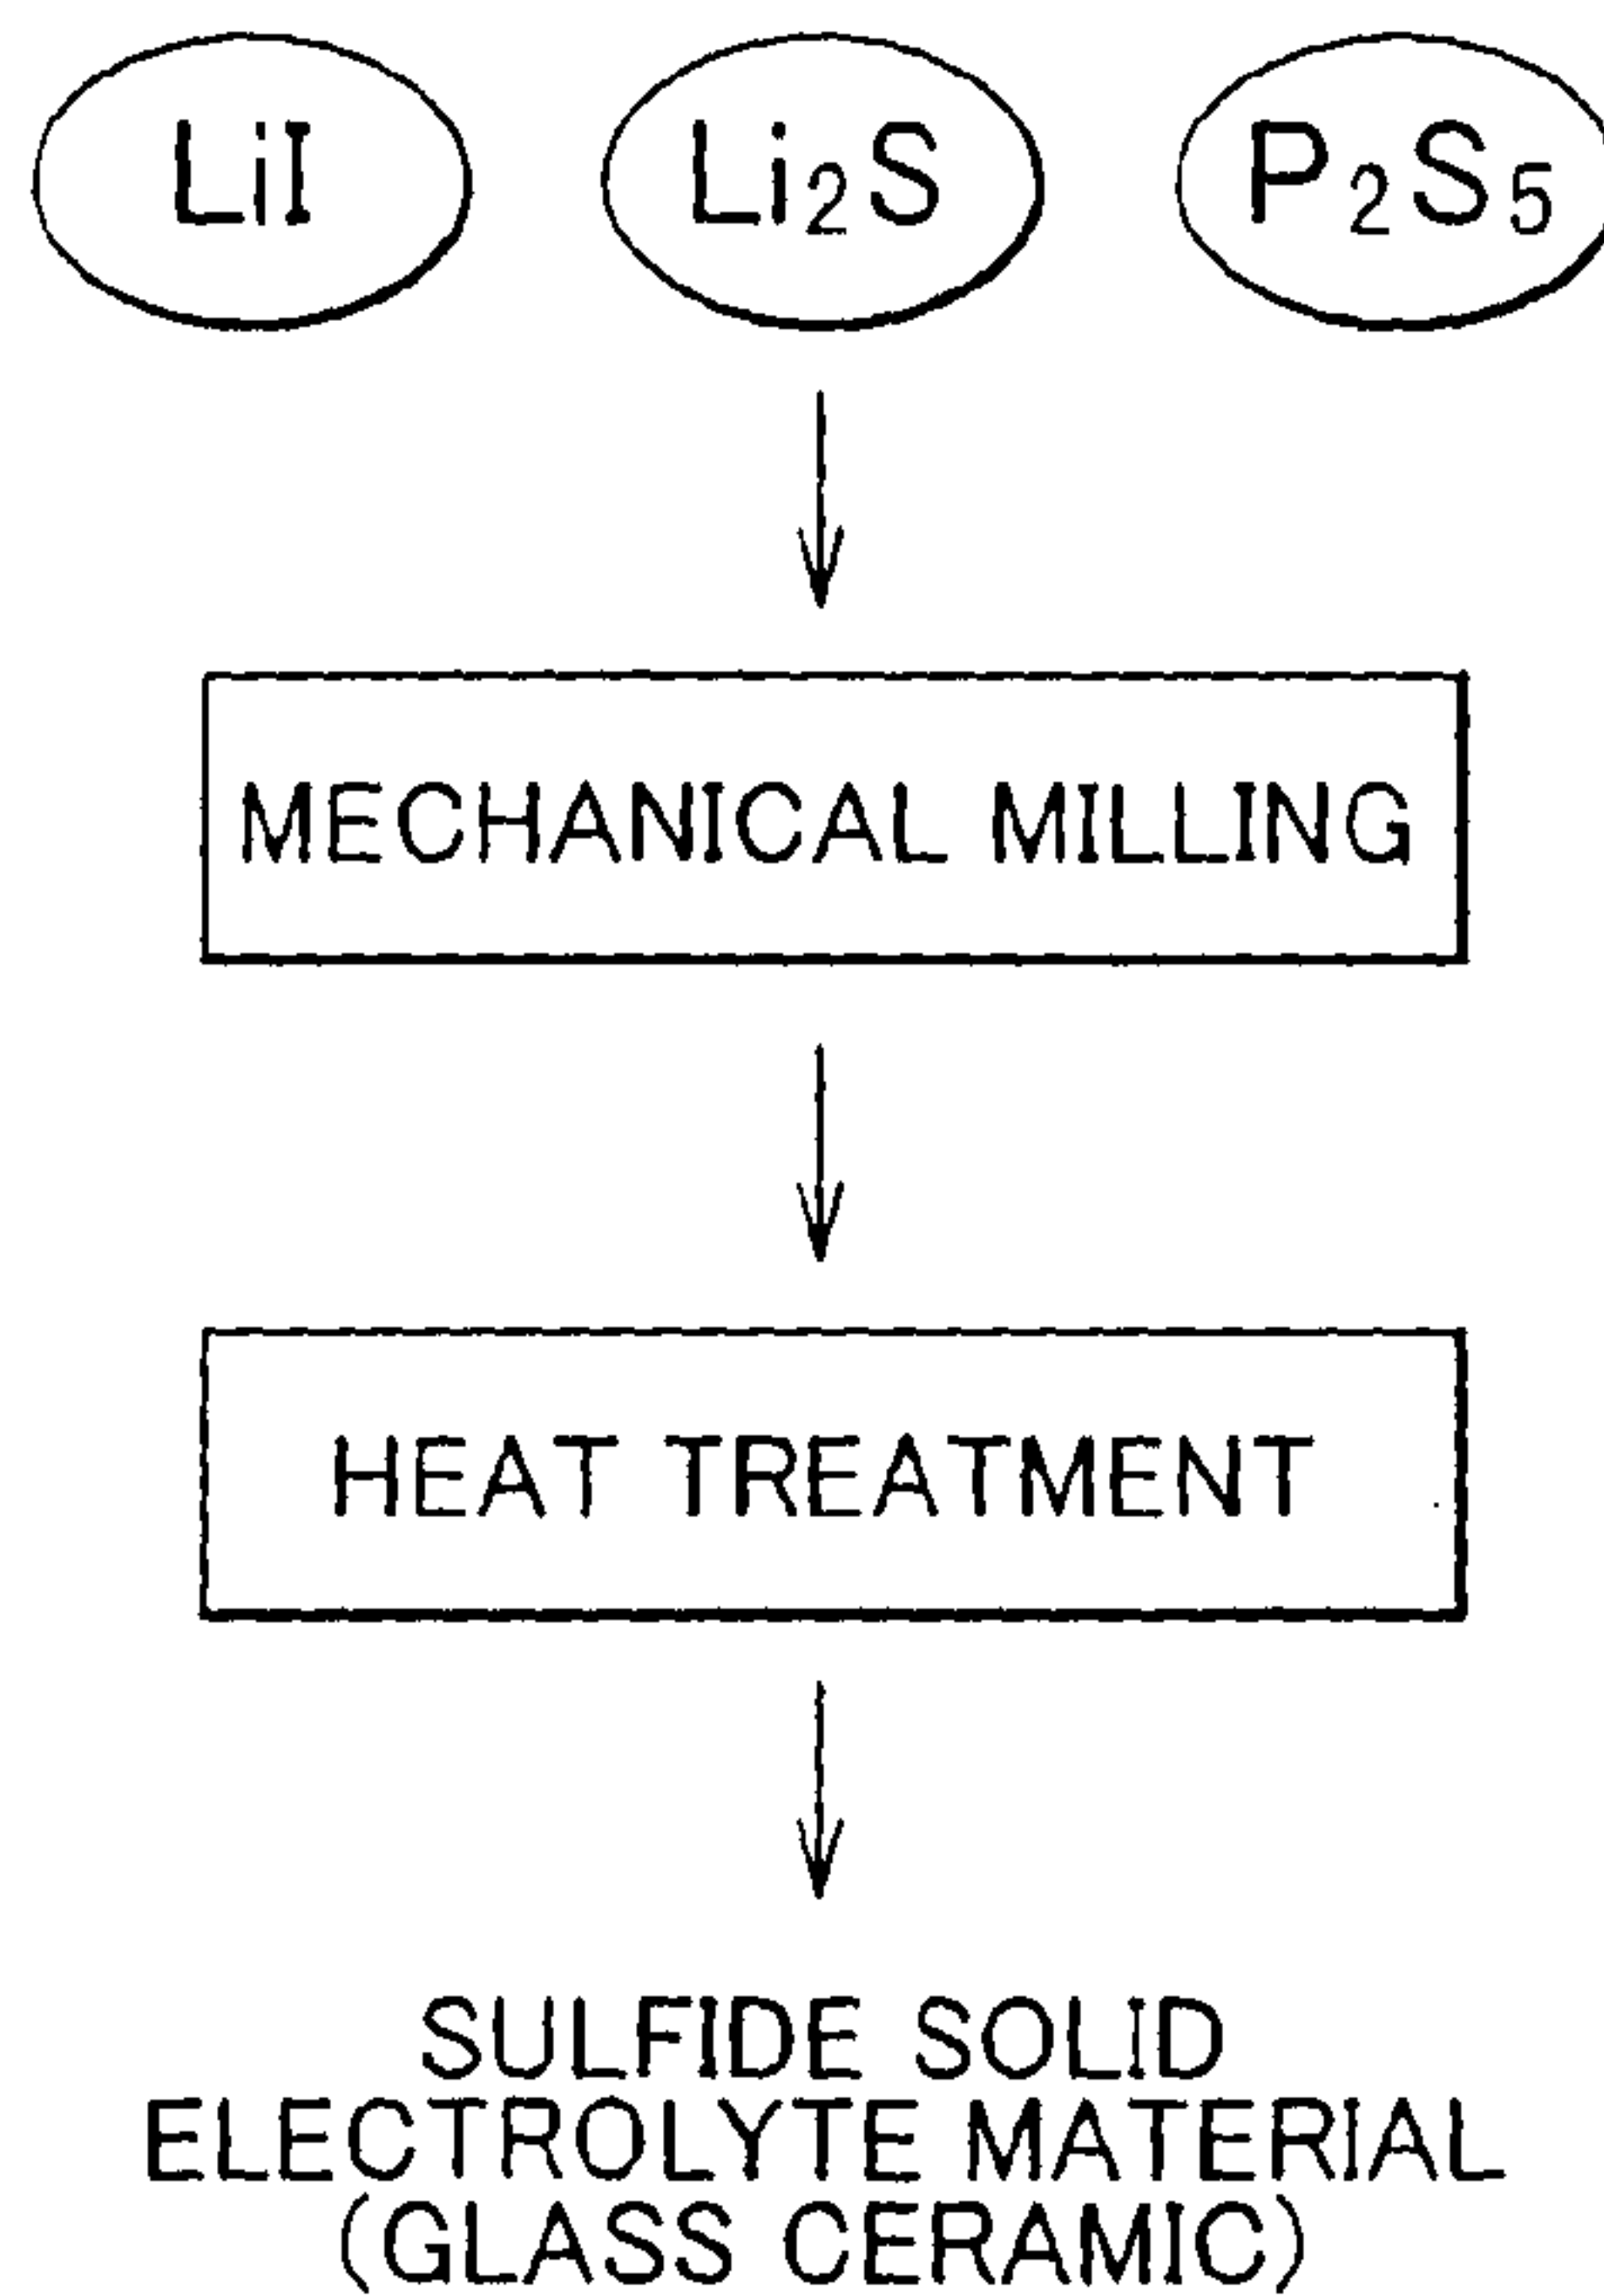 LiI Li₂S P₂S₅
MECHANICAL MILLING
HEAT TREATMENT
SULFIDE SOLID
ELECTROLYTE MATERIAL
(GLASS CERAMIC)